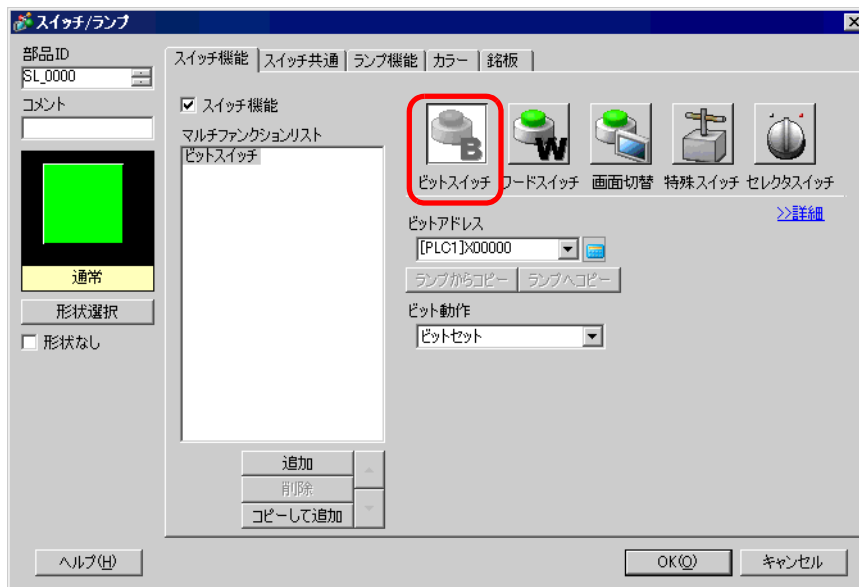 スイッチ/ランプ
部品ID
SL_0000
コメント
通常
形状選択
形状なし
スイッチ機能 スイッチ共通 ランプ機能 カラー 銘板
スイッチ機能
マルチファンクションリスト
ビットスイッチ
追加
削除
コピーして追加
B W
ビットスイッチ ワードスイッチ 画面切替 特殊スイッチ セレクタスイッチ
>>詳細
ビットアドレス
[PLC1]X00000
ランプからコピー ランプへコピー
ビット動作
ビットセット
ヘルプ(H) OK(O) キャンセル